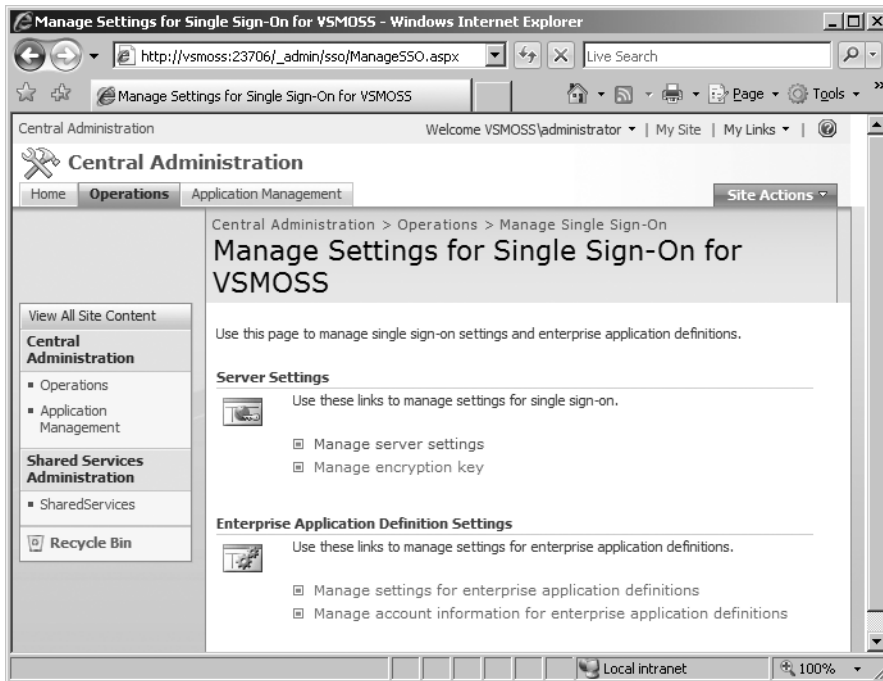 Manage Settings for Single Sign-On for VSMOSS - Windows Internet Explorer
http://vsmoss:23706/_admin/sso/ManageSSO.aspx
Live Search
Manage Settings for Single Sign-On for VSMOSS
Page
Tools
»
Central Administration
Welcome VSMOSS\administrator
| My Site | My Links
|
Central Administration
Home
Operations
Application Management
Site Actions
Central Administration > Operations > Manage Single Sign-On
Manage Settings for Single Sign-On for
VSMOSS
View All Site Content
Central
Administration
Operations
Application
Management
Shared Services
Administration
SharedServices
Recycle Bin
Use this page to manage single sign-on settings and enterprise application definitions.
Server Settings
Use these links to manage settings for single sign-on.
Manage server settings
Manage encryption key
Enterprise Application Definition Settings
Use these links to manage settings for enterprise application definitions.
Manage settings for enterprise application definitions
Manage account information for enterprise application definitions
Local intranet
100%